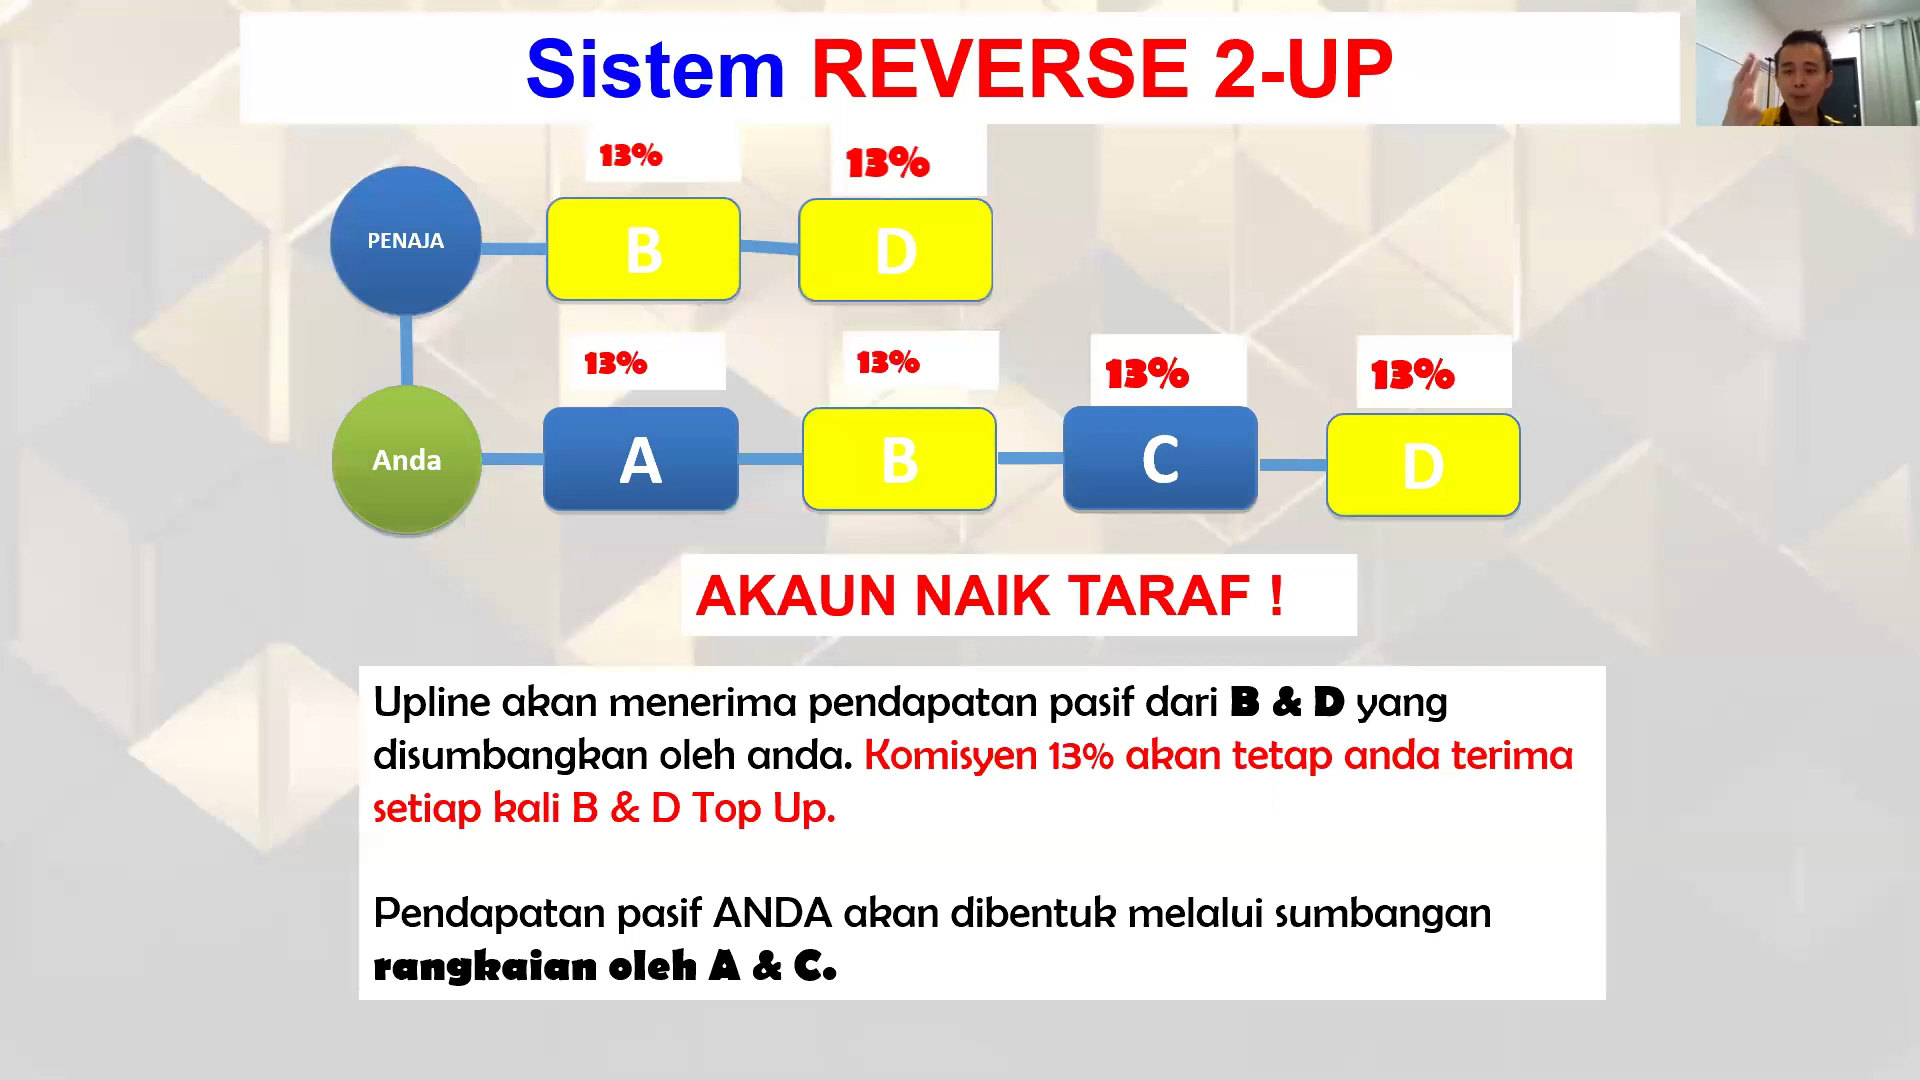 Sistem REVERSE 2-UP
13% 13%
PENAJA B D
13% 13% 13% 13%
Anda A B C D
AKAUN NAIK TARAF !
Upline akan menerima pendapatan pasif dari B & D yang
disumbangkan oleh anda. Komisyen 13% akan tetap anda terima
setiap kali B & D Top Up.
Pendapatan pasif ANDA akan dibentuk melalui sumbangan
rangkaian oleh A & C.